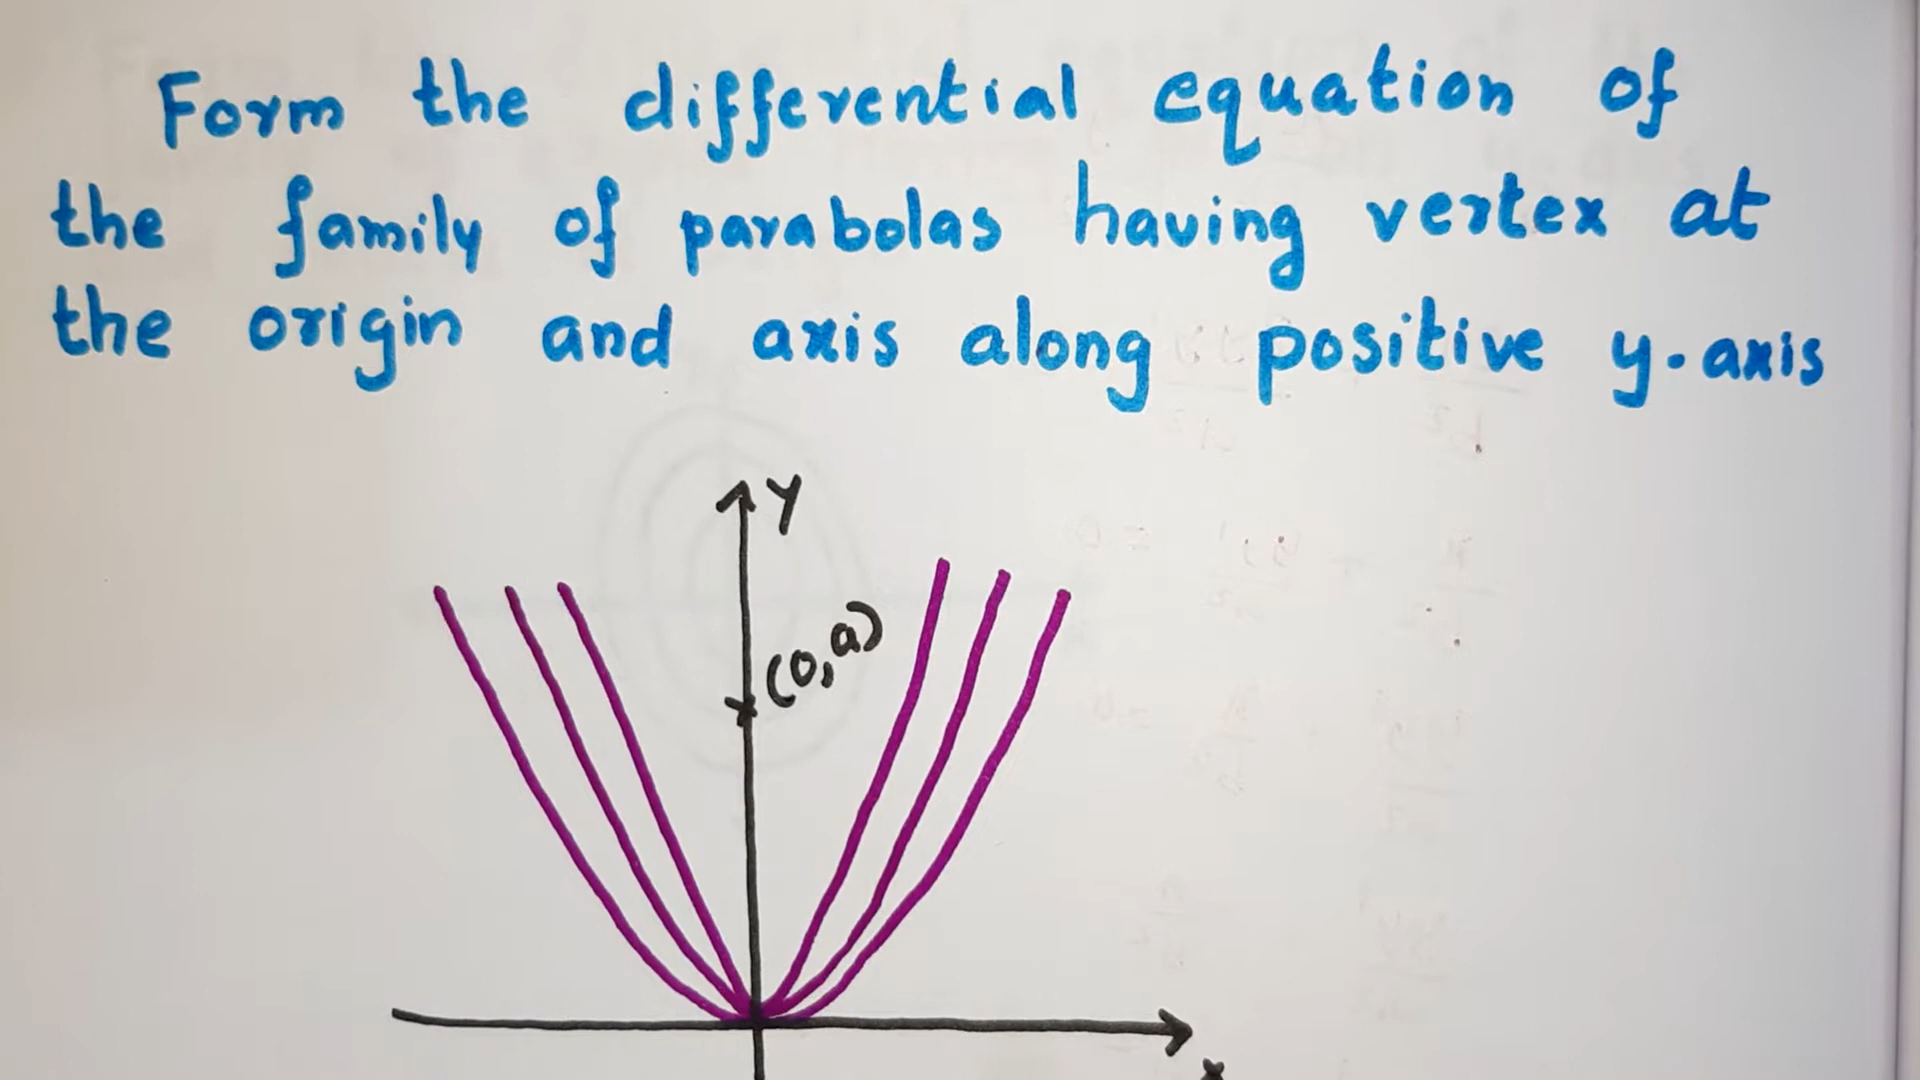 Form the differential equation of
the family of parabolas having vertex at
the origin and axis along positive y-axis
Y
(0,a)